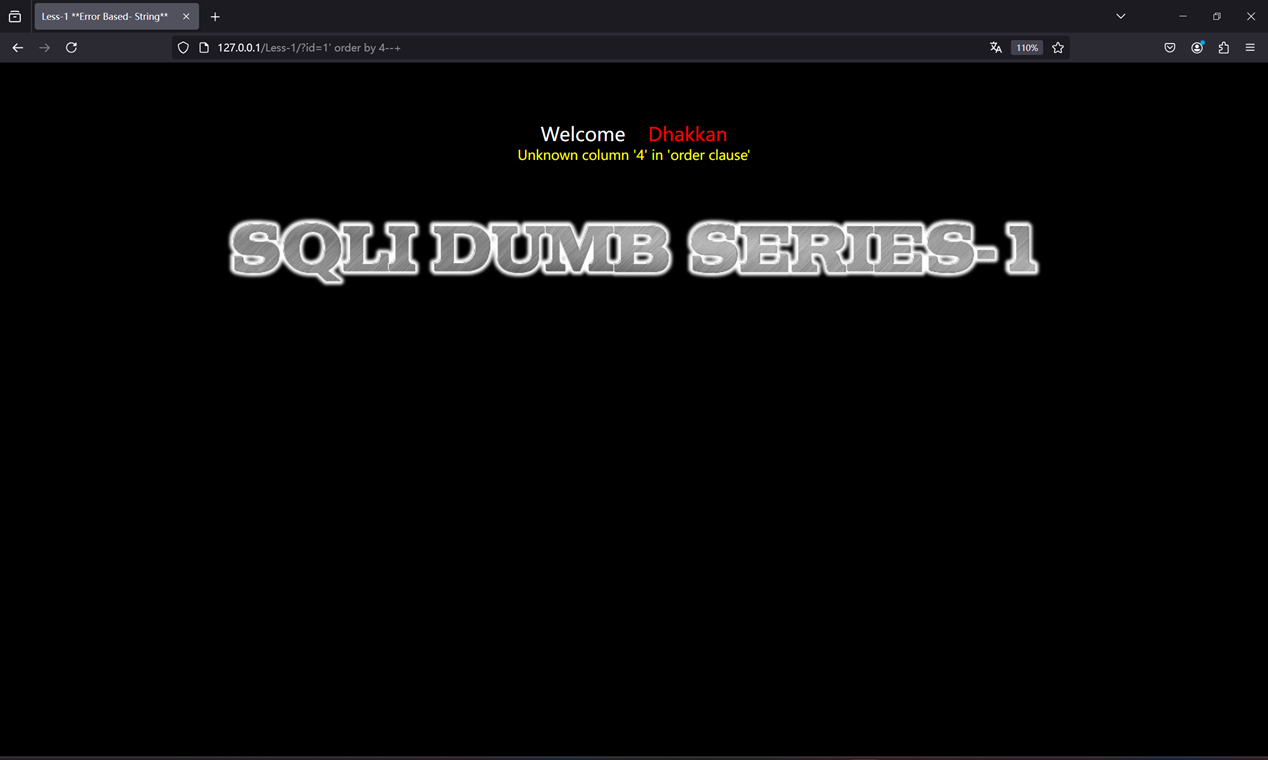 Less-1 **Error Based- String**
127.0.0.1/Less-1/?id=1' order by 4--+
110%
Welcome Dhakkan
Unknown column '4' in 'order clause'
SQLI DUMB SERIES-1